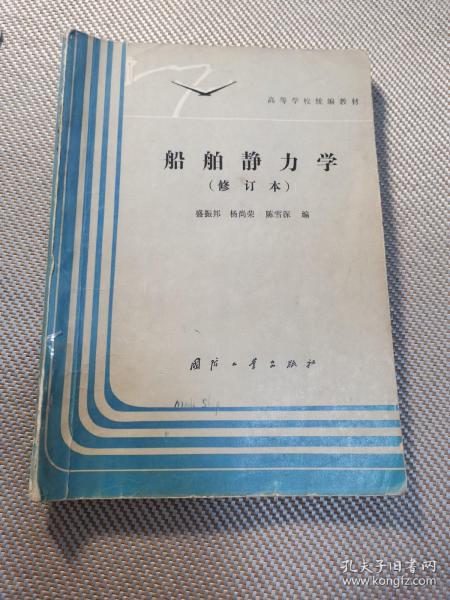 高等学校统编教材
船舶静力学
(修订本)
盛振邦 杨尚荣 陈雪深 编
国防工业出版社
孔夫子旧书网
www.kongfz.com